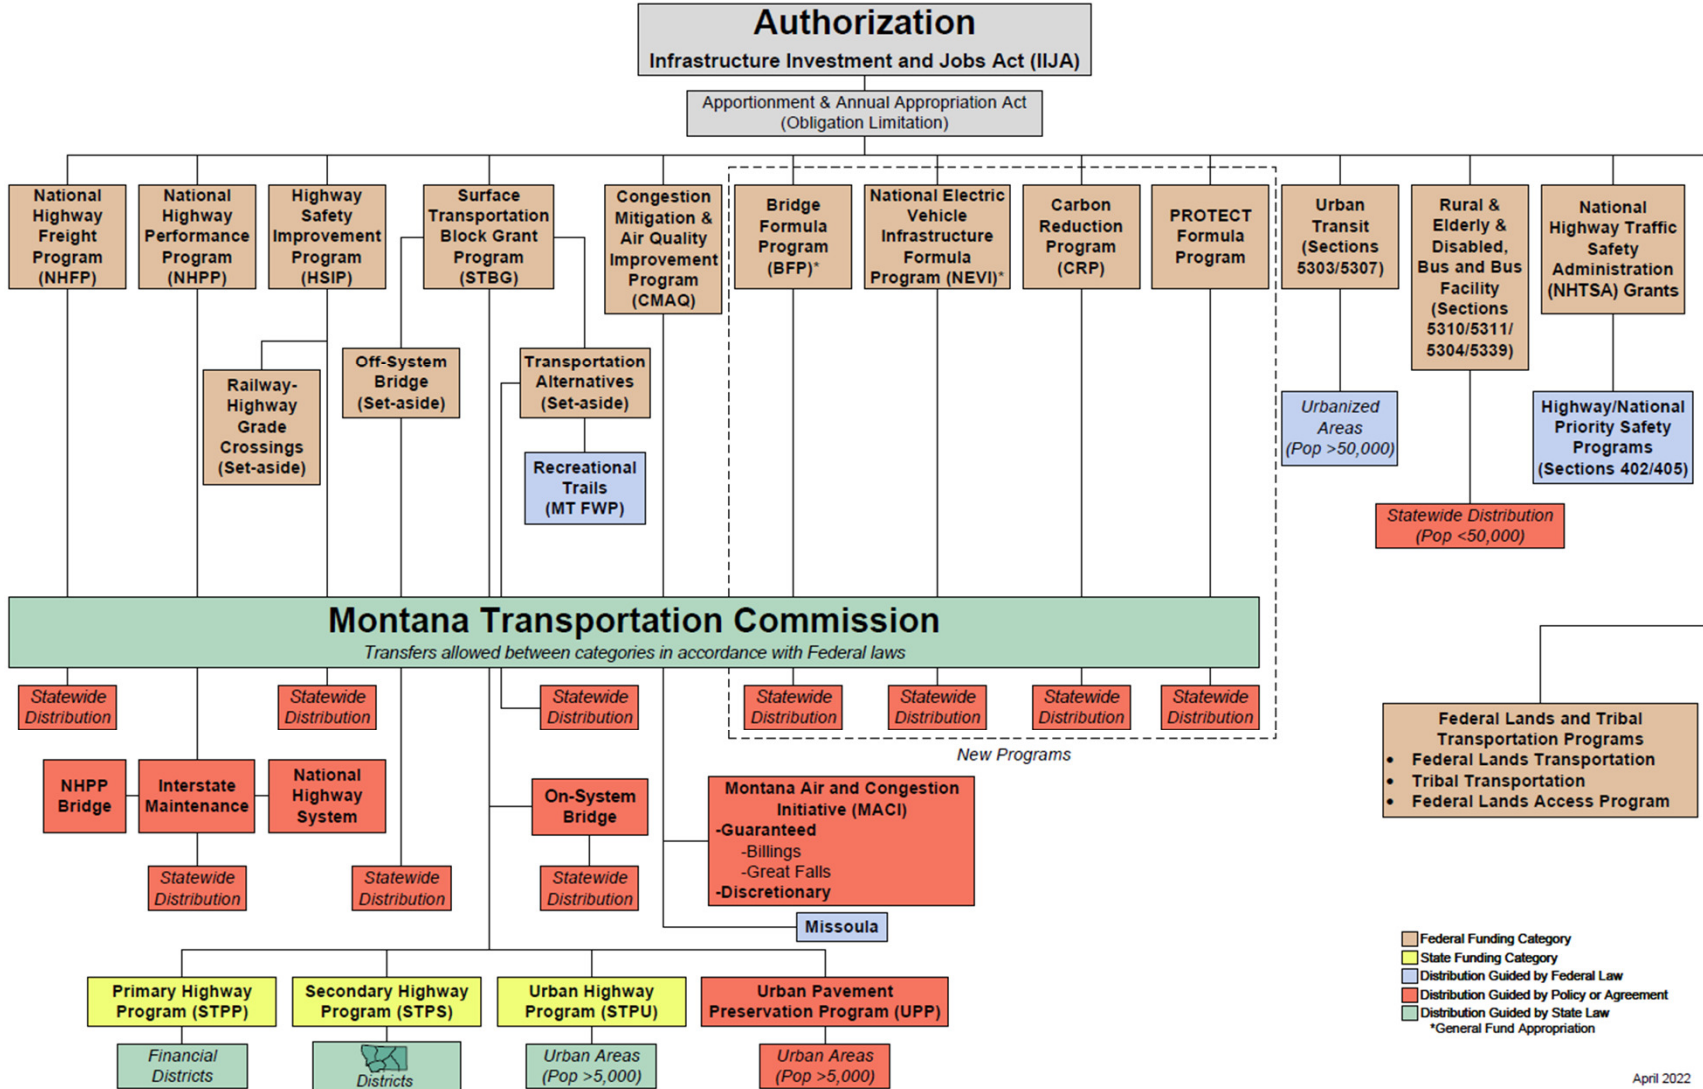 Authorization
Infrastructure Investment and Jobs Act (IIJA)
Apportionment & Annual Appropriation Act
(Obligation Limitation)
National
Highway
Freight
Program
(NHFP)
National
Highway
Performance
Program
(NHPP)
Highway
Safety
Improvement
Program
(HSIP)
Surface
Transportation
Block Grant
Program
(STBG)
Congestion
Mitigation &
Air Quality
Improvement
Program
(CMAQ)
Bridge
Formula
Program
(BFP)*
National Electric
Vehicle
Infrastructure
Formula
Program (NEVI)*
Carbon
Reduction
Program
(CRP)
PROTECT
Formula
Program
Urban
Transit
(Sections
5303/5307)
Rural &
Elderly &
Disabled,
Bus and Bus
Facility
(Sections
5310/5311/
5304/5339)
National
Highway Traffic
Safety
Administration
(NHTSA) Grants
Railway-
Highway
Grade
Crossings
(Set-aside)
Off-System
Bridge
(Set-aside)
Transportation
Alternatives
(Set-aside)
Recreational
Trails
(MT FWP)
Urbanized
Areas
(Pop >50,000)
Highway/National
Priority Safety
Programs
(Sections 402/405)
Statewide Distribution
(Pop <50,000)
Montana Transportation Commission
Transfers allowed between categories in accordance with Federal laws
Statewide
Distribution
Statewide
Distribution
Statewide
Distribution
Statewide
Distribution
Statewide
Distribution
Statewide
Distribution
Statewide
Distribution
New Programs
Federal Lands and Tribal
Transportation Programs
• Federal Lands Transportation
• Tribal Transportation
• Federal Lands Access Program
NHPP
Bridge
Interstate
Maintenance
National
Highway
System
On-System
Bridge
Montana Air and Congestion
Initiative (MACI)
-Guaranteed
-Billings
-Great Falls
-Discretionary
Statewide
Distribution
Statewide
Distribution
Statewide
Distribution
Missoula
Primary Highway
Program (STPP)
Secondary Highway
Program (STPS)
Urban Highway
Program (STPU)
Urban Pavement
Preservation Program (UPP)
Financial
Districts
Districts
Urban Areas
(Pop >5,000)
Urban Areas
(Pop >5,000)
Federal Funding Category
State Funding Category
Distribution Guided by Federal Law
Distribution Guided by Policy or Agreement
Distribution Guided by State Law
*General Fund Appropriation
April 2022